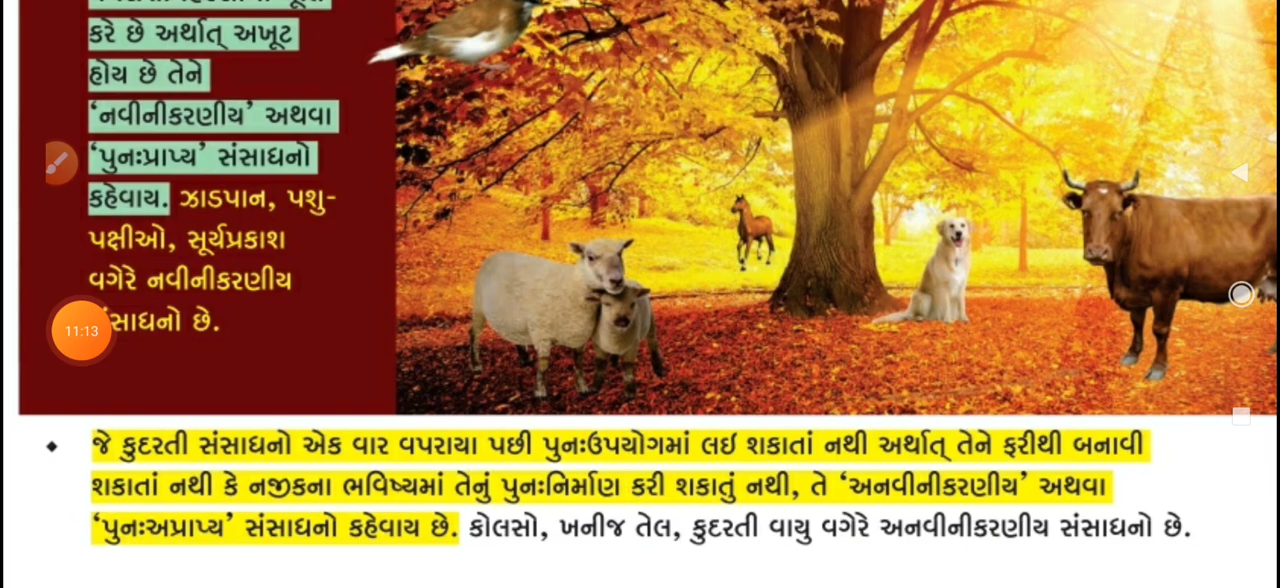 કરે છે અર્થાત્ અખૂટ
હોય છે તેને
‘નવીનીકરણીય’ અથવા
‘પુનઃપ્રાપ્ય’ સંસાધનો
કહેવાય. ઝાડપાન, પશુ-
પક્ષીઓ, સૂર્યપ્રકાશ
વગેરે નવીનીકરણીય
સાધનો છે.
11:13
◆ જે કુદરતી સંસાધનો એક વાર વપરાયા પછી પુનઃઉપયોગમાં લઇ શકાતાં નથી અર્થાત્ તેને ફરીથી બનાવી
શકાતાં નથી કે નજીકના ભવિષ્યમાં તેનું પુનઃનિર્માણ કરી શકાતું નથી, તે ‘અનવીનીકરણીય’ અથવા
‘પુનઃઅપ્રાપ્ય’ સંસાધનો કહેવાય છે. કોલસો, ખનીજ તેલ, કુદરતી વાયુ વગેરે અનવીનીકરણીય સંસાધનો છે.